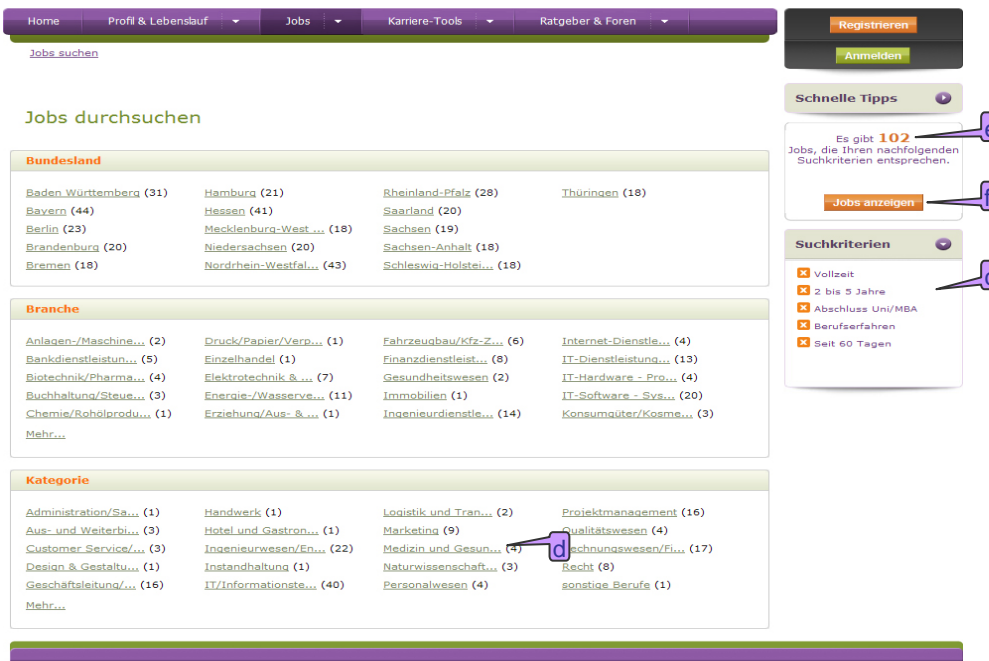 Home Profil & Lebenslauf Jobs Karriere-Tools Ratgeber & Foren
Registrieren
Anmelden
Jobs suchen
Jobs durchsuchen
Bundesland
Baden Württemberg (31) Hamburg (21) Rheinland-Pfalz (28) Thüringen (18)
Bayern (44) Hessen (41) Saarland (20)
Berlin (23) Mecklenburg-West ... (18) Sachsen (19)
Brandenburg (20) Niedersachsen (20) Sachsen-Anhalt (18)
Bremen (18) Nordrhein-Westfal... (43) Schleswig-Holstei... (18)
Branche
Anlagen-/Maschine... (2) Druck/Papier/Verp... (1) Fahrzeugbau/Kfz-Z... (6) Internet-Dienstle... (4)
Bankdienstleistun... (5) Einzelhandel (1) Finanzdienstleist... (8) IT-Dienstleistung... (13)
Biotechnik/Pharma... (4) Elektrotechnik & ... (7) Gesundheitswesen (2) IT-Hardware - Pro... (4)
Buchhaltung/Steue... (3) Energie-/Wasserve... (11) Immobilien (1) IT-Software - Sys... (20)
Chemie/Rohölprodu... (1) Erziehung/Aus- & ... (1) Ingenieurdienstle... (14) Konsumgüter/Kosme... (3)
Mehr...
Kategorie
Administration/Sa... (1) Handwerk (1) Logistik und Tran... (2) Projektmanagement (16)
Aus- und Weiterbi... (3) Hotel und Gastron... (1) Marketing (9) Qualitätswesen (4)
Customer Service/... (3) Ingenieurwesen/En... (22) Medizin und Gesun... (4) d (17)
Design & Gestaltu... (1) Instandhaltung (1) Naturwissenschaft... (3) Recht (8)
Geschäftsleitung/... (16) IT/Informationste... (40) Personalwesen (4) sonstige Berufe (1)
Mehr...
Schnelle Tipps
Es gibt 102
Jobs, die Ihren nachfolgenden
Suchkriterien entsprechen.
e
Jobs anzeigen
f
Suchkriterien
Vollzeit
2 bis 5 Jahre
Abschluss Uni/MBA
Berufserfahren
Seit 60 Tagen